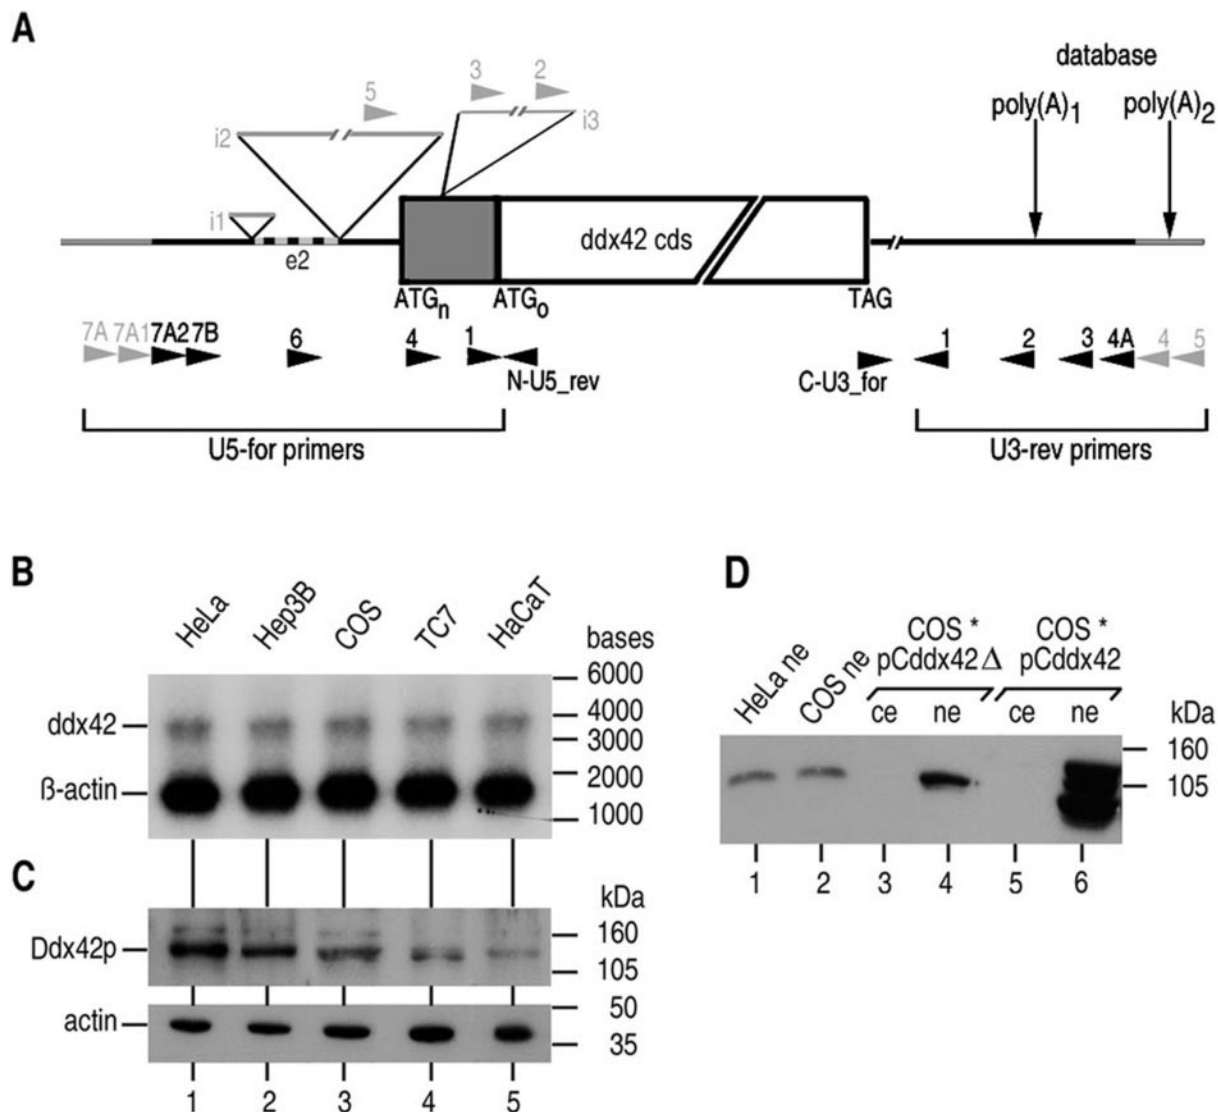 A
database
3 2
5
poly(A)1 poly(A)2
i3
i2
i1
ddx42 cds
e2
ATGn ATGo TAG
7A 7A1 7A2 7B 6 4 1 1 2 3 4A 4 5
N-U5_rev C-U3_for
U5-for primers U3-rev primers
B
HeLa Hep3B COS TC7 HaCaT
bases
6000
ddx42
4000
3000
ß-actin
2000
1000
C
kDa
Ddx42p
160
105
actin
50
35
1 2 3 4 5
D
HeLa ne COS ne
COS * COS *
pCddx42 Δ pCddx42
ce ne ce ne
kDa
160
105
1 2 3 4 5 6